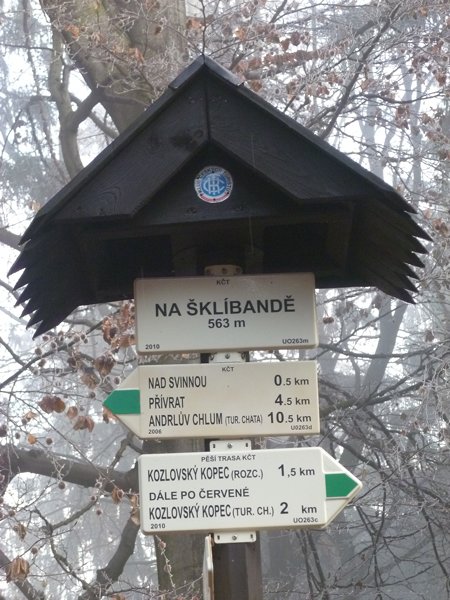 KČT
NA ŠKLÍBANDĚ
563 m
2010 UO263m
KČT
NAD SVINNOU 0.5 km
PŘÍVRAT 4.5 km
ANDRLŮV CHLUM (TUR. CHATA) 10.5 km
2006 UO263d
PĚŠÍ TRASA KČT
KOZLOVSKÝ KOPEC (ROZC.) 1,5 km
DÁLE PO ČERVENÉ
KOZLOVSKÝ KOPEC (TUR. CH.) 2 km
2010 UO263c